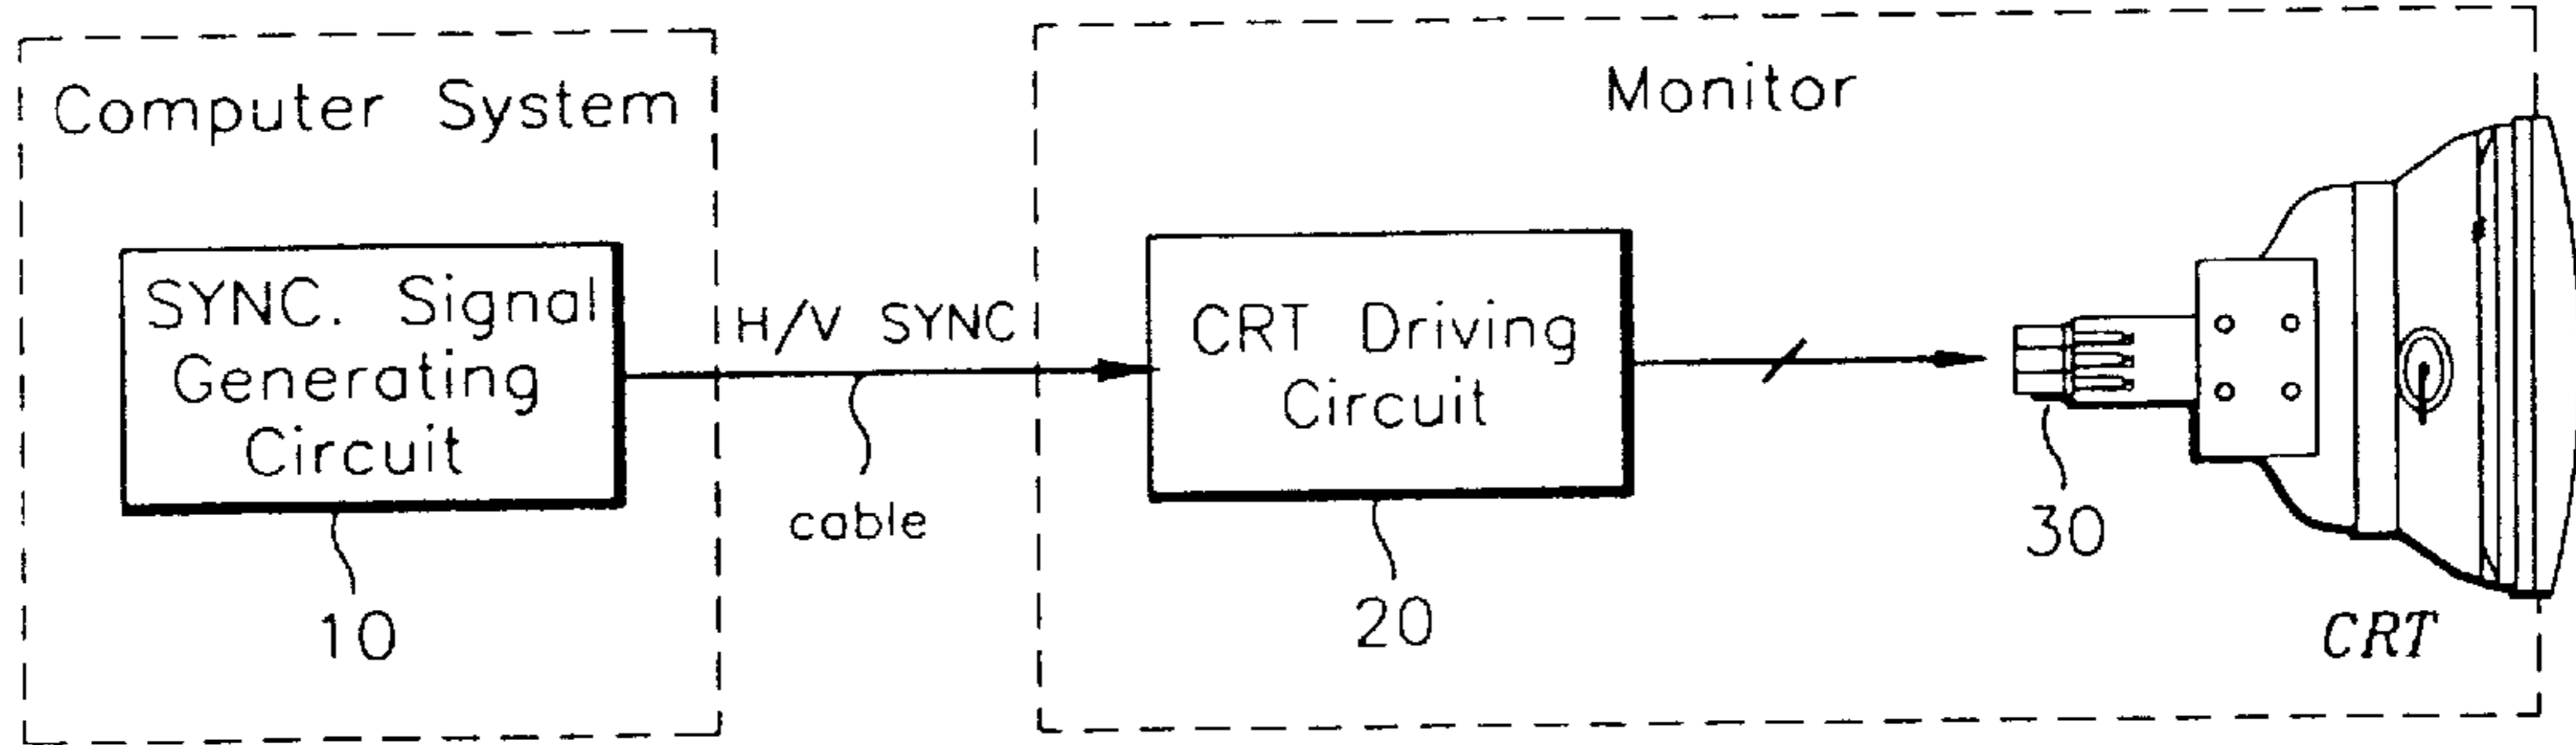 Computer System
SYNC. Signal
Generating
Circuit
10
H/V SYNC
cable
Monitor
CRT Driving
Circuit
20
30
CRT